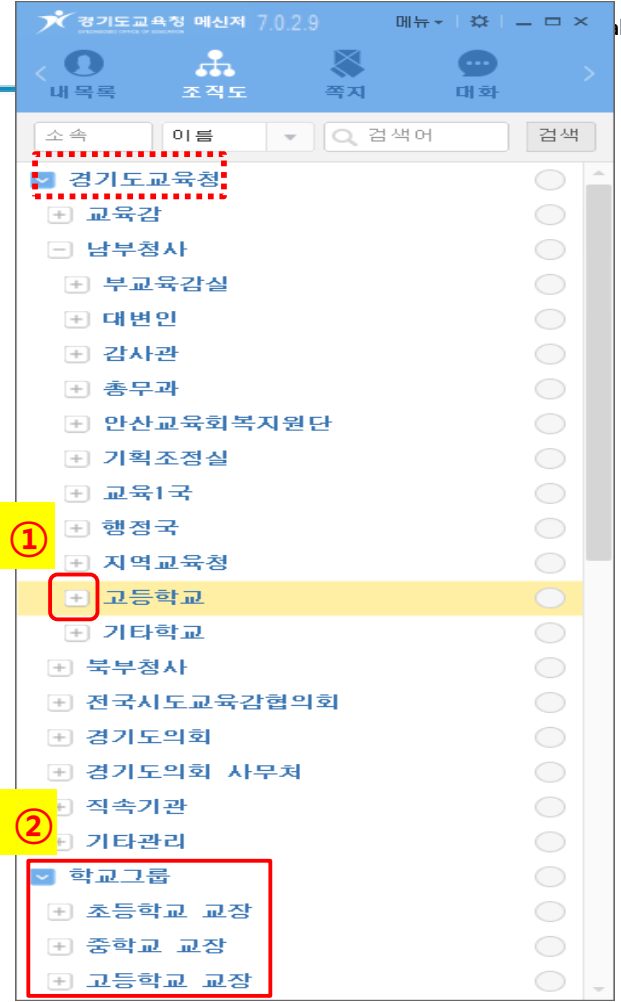 경기도교육청 메신저 7.0.2.9 메뉴
내목록 조직도 쪽지 대화
소속 이름 검색어 검색
경기도교육청
교육감
남부청사
부교육감실
대변인
감사관
총무과
안산교육회복지원단
기획조정실
교육1국
① 행정국
지역교육청
고등학교
기타학교
북부청사
전국시도교육감협의회
경기도의회
경기도의회 사무처
직속기관
② 기타관리
학교그룹
초등학교 교장
중학교 교장
고등학교 교장